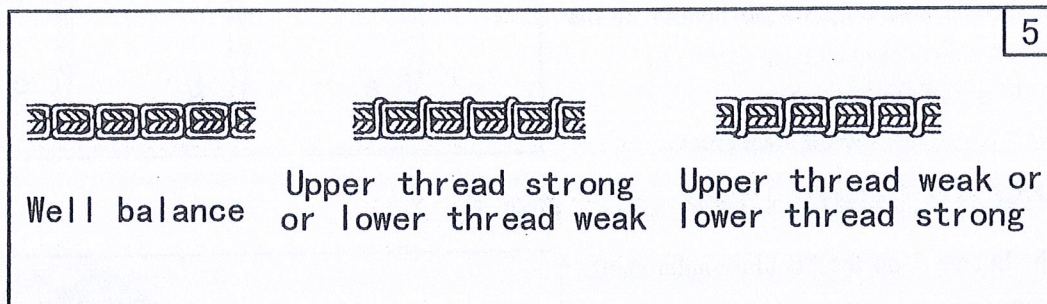 5
Well balance
Upper thread strong
or lower thread weak
Upper thread weak or
lower thread strong